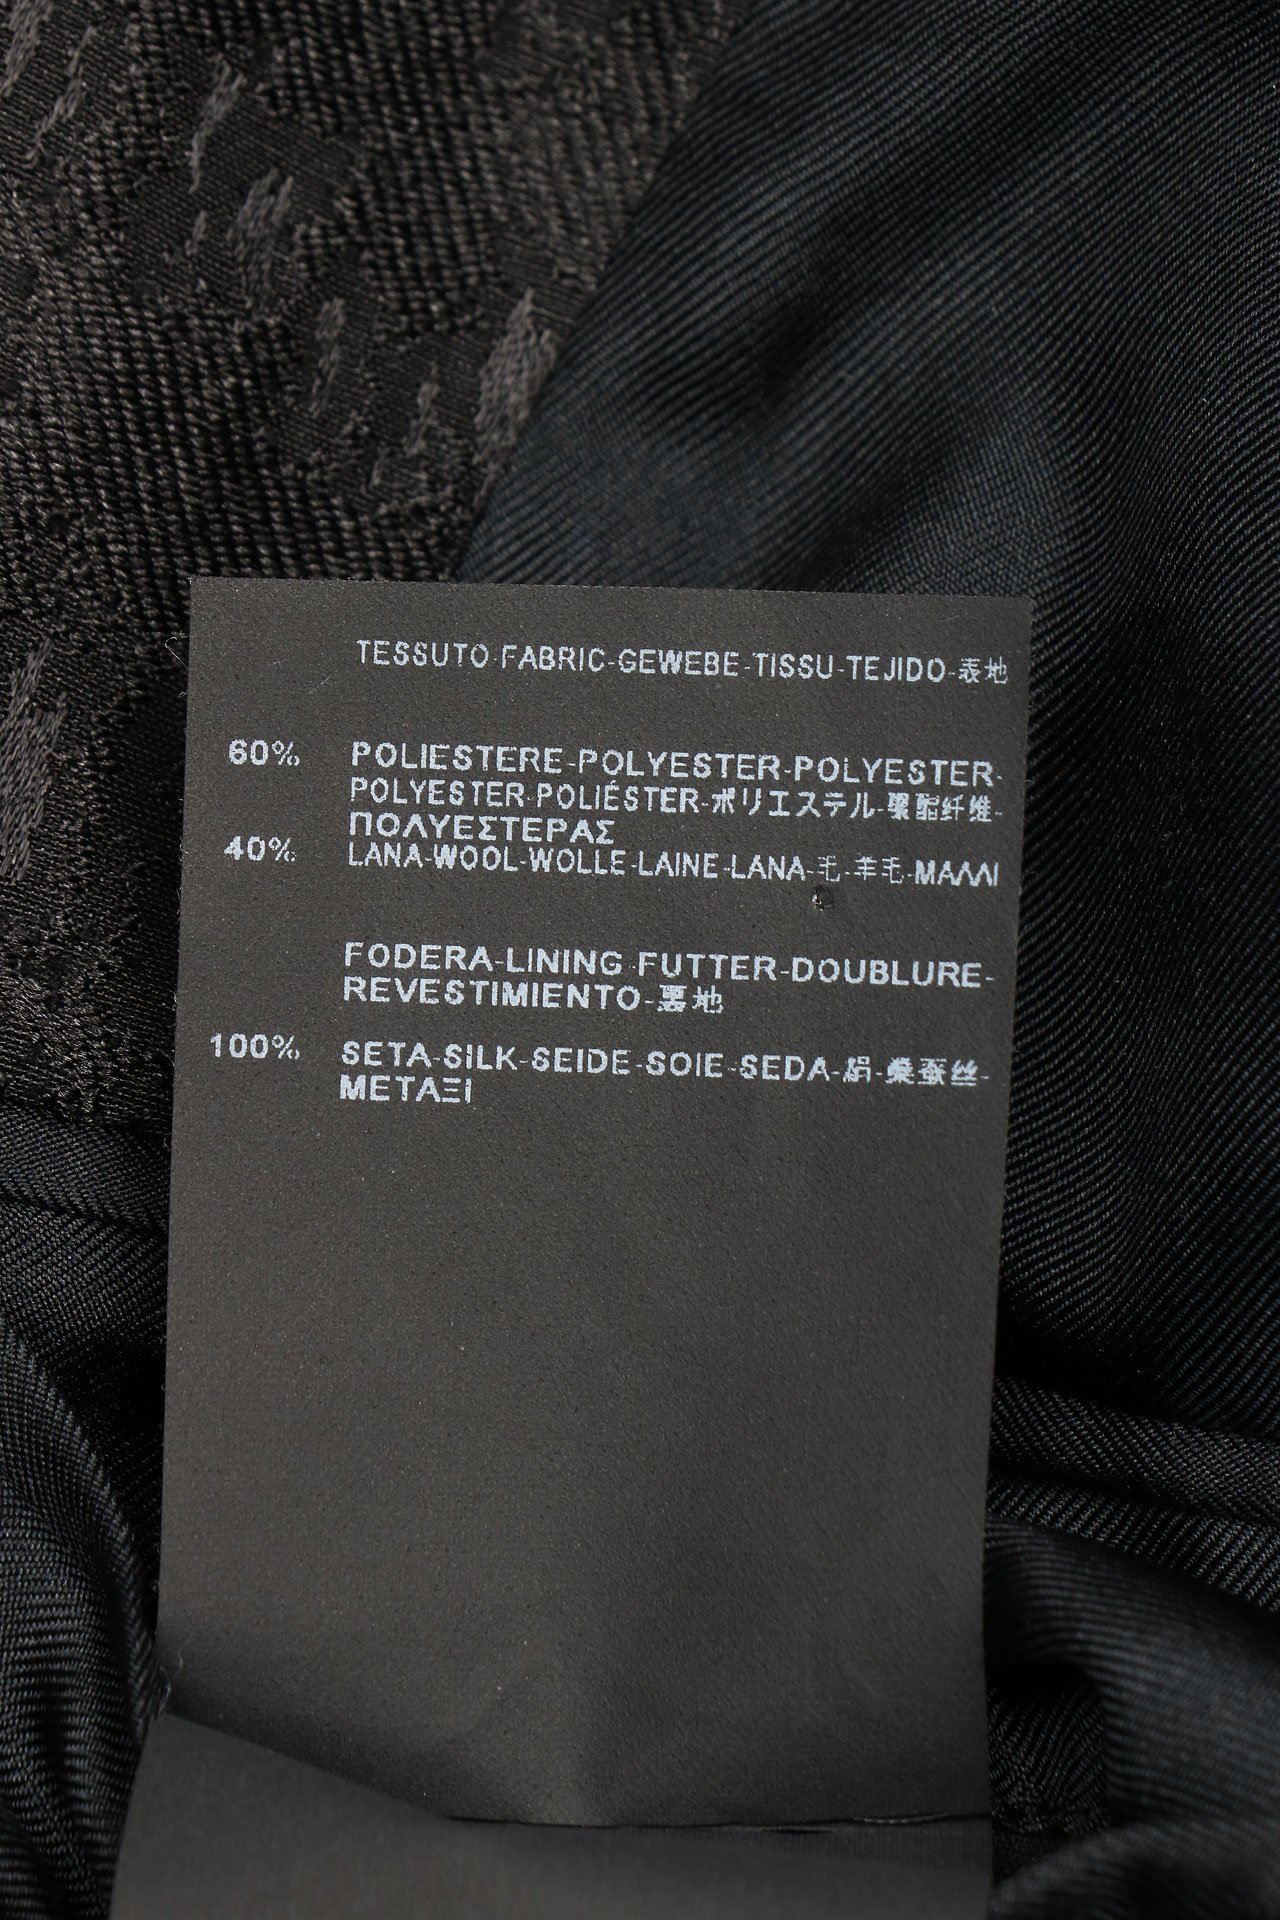 TESSUTO-FABRIC-GEWEBE-TISSU-TEJIDO-表地
60% POLIESTERE-POLYESTER-POLYESTER-
POLYESTER-POLIÉSTER-ポリエステル-聚酯纤维-
ΠΟΛΥΕΣΤΕΡΑΣ
40% LANA-WOOL-WOLLE-LAINE-LANA-毛-羊毛-ΜΑΛΛΙ
FODERA-LINING-FUTTER-DOUBLURE-
REVESTIMIENTO-裏地
100% SETA-SILK-SEIDE-SOIE-SEDA-絹-桑蚕丝-
ΜΕΤΑΞΙ